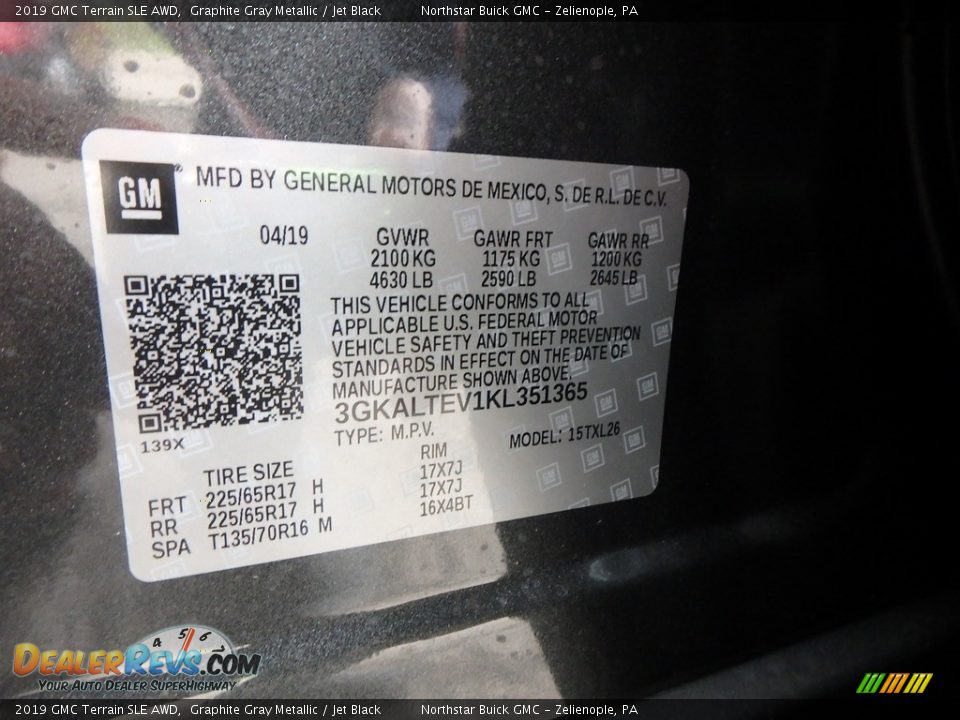 2019 GMC Terrain SLE AWD,  Graphite Gray Metallic / Jet Black    Northstar Buick GMC – Zelienople, PA
GM® MFD BY GENERAL MOTORS DE MEXICO, S. DE R.L. DE C.V.
04/19 GVWR GAWR FRT GAWR RR
2100 KG 1175 KG 1200 KG
4630 LB 2590 LB 2645 LB
THIS VEHICLE CONFORMS TO ALL
APPLICABLE U.S. FEDERAL MOTOR
VEHICLE SAFETY AND THEFT PREVENTION
STANDARDS IN EFFECT ON THE DATE OF
MANUFACTURE SHOWN ABOVE.
3GKALTEV1KL351365
139X TYPE: M.P.V. MODEL: 15TXL26
TIRE SIZE RIM
FRT 225/65R17 H 17X7J
RR 225/65R17 H 17X7J
SPA T135/70R16 M 16X4BT
4 5 6
DEALERREVS.COM
YOUR AUTO DEALER SUPERHIGHWAY
2019 GMC Terrain SLE AWD,  Graphite Gray Metallic / Jet Black    Northstar Buick GMC – Zelienople, PA